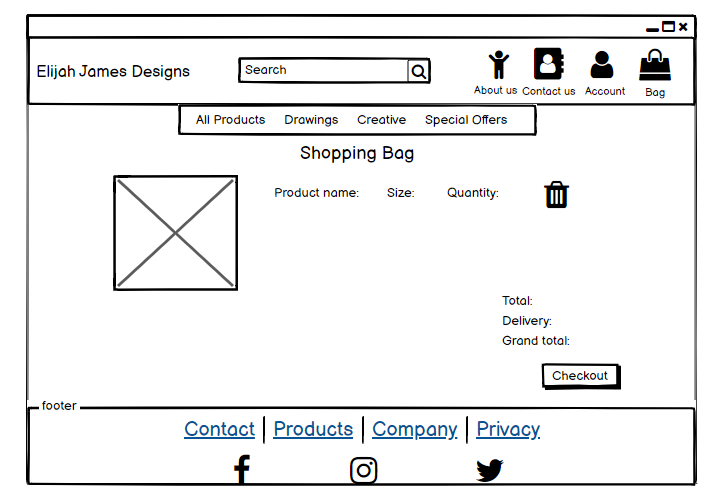 Elijah James Designs
Search
About us Contact us Account Bag
All Products Drawings Creative Special Offers
Shopping Bag
Product name: Size: Quantity:
Total:
Delivery:
Grand total:
Checkout
footer
Contact Products Company Privacy